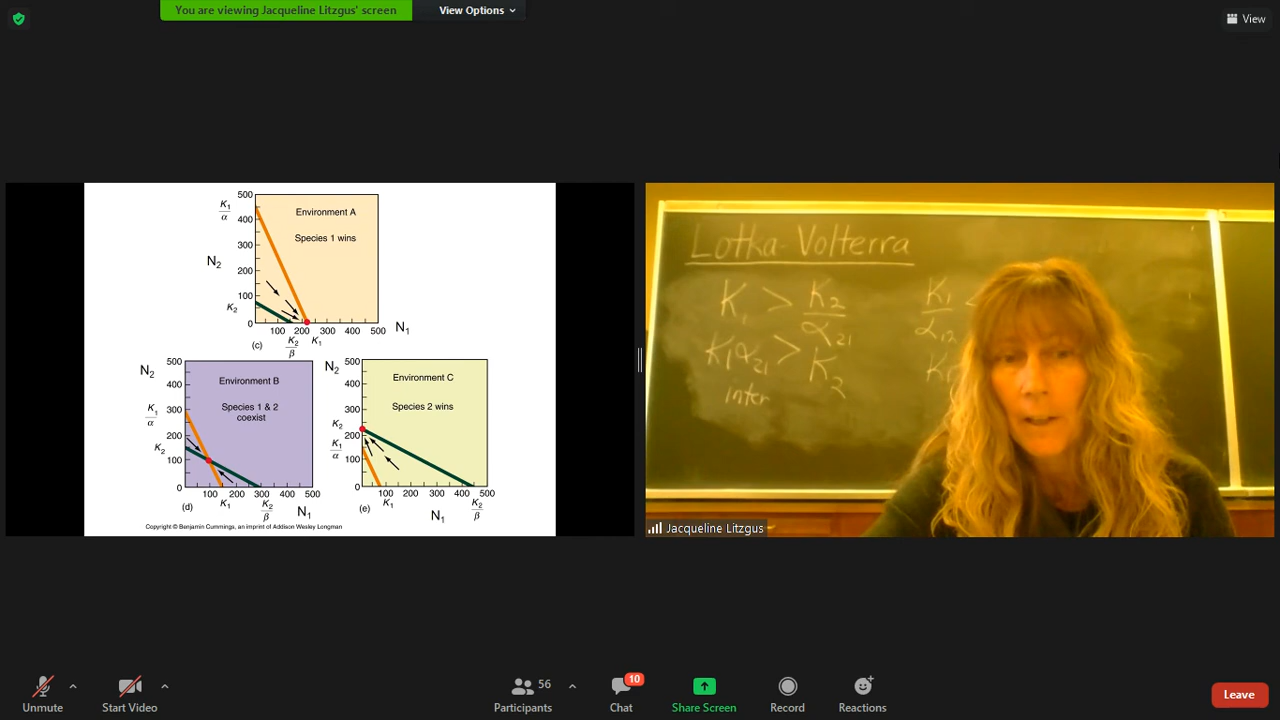 You are viewing Jacqueline Litzgus' screen
View Options
View
500
K1
α
400
300
N2
200
100
K2
0
Environment A
Species 1 wins
100 200 300 400 500 N1
(c) K2 K1
β
N2 500
400
K1 300
α
200
K2
100
0
Environment B
Species 1 & 2
coexist
100 200 300 400 500
(d) K1 K2 N1
β
N2 500
400
300
K2
200
K1
α 100
0
Environment C
Species 2 wins
100 200 300 400 500
(e) K1 N1 K2
β
Copyright © Benjamin Cummings, an imprint of Addison Wesley Longman
Lotka-Volterra
K > K2
α21
K1α21 > K2
inter
K1
α12
Jacqueline Litzgus
Unmute
Start Video
56
Participants
10
Chat
Share Screen
Record
Reactions
Leave